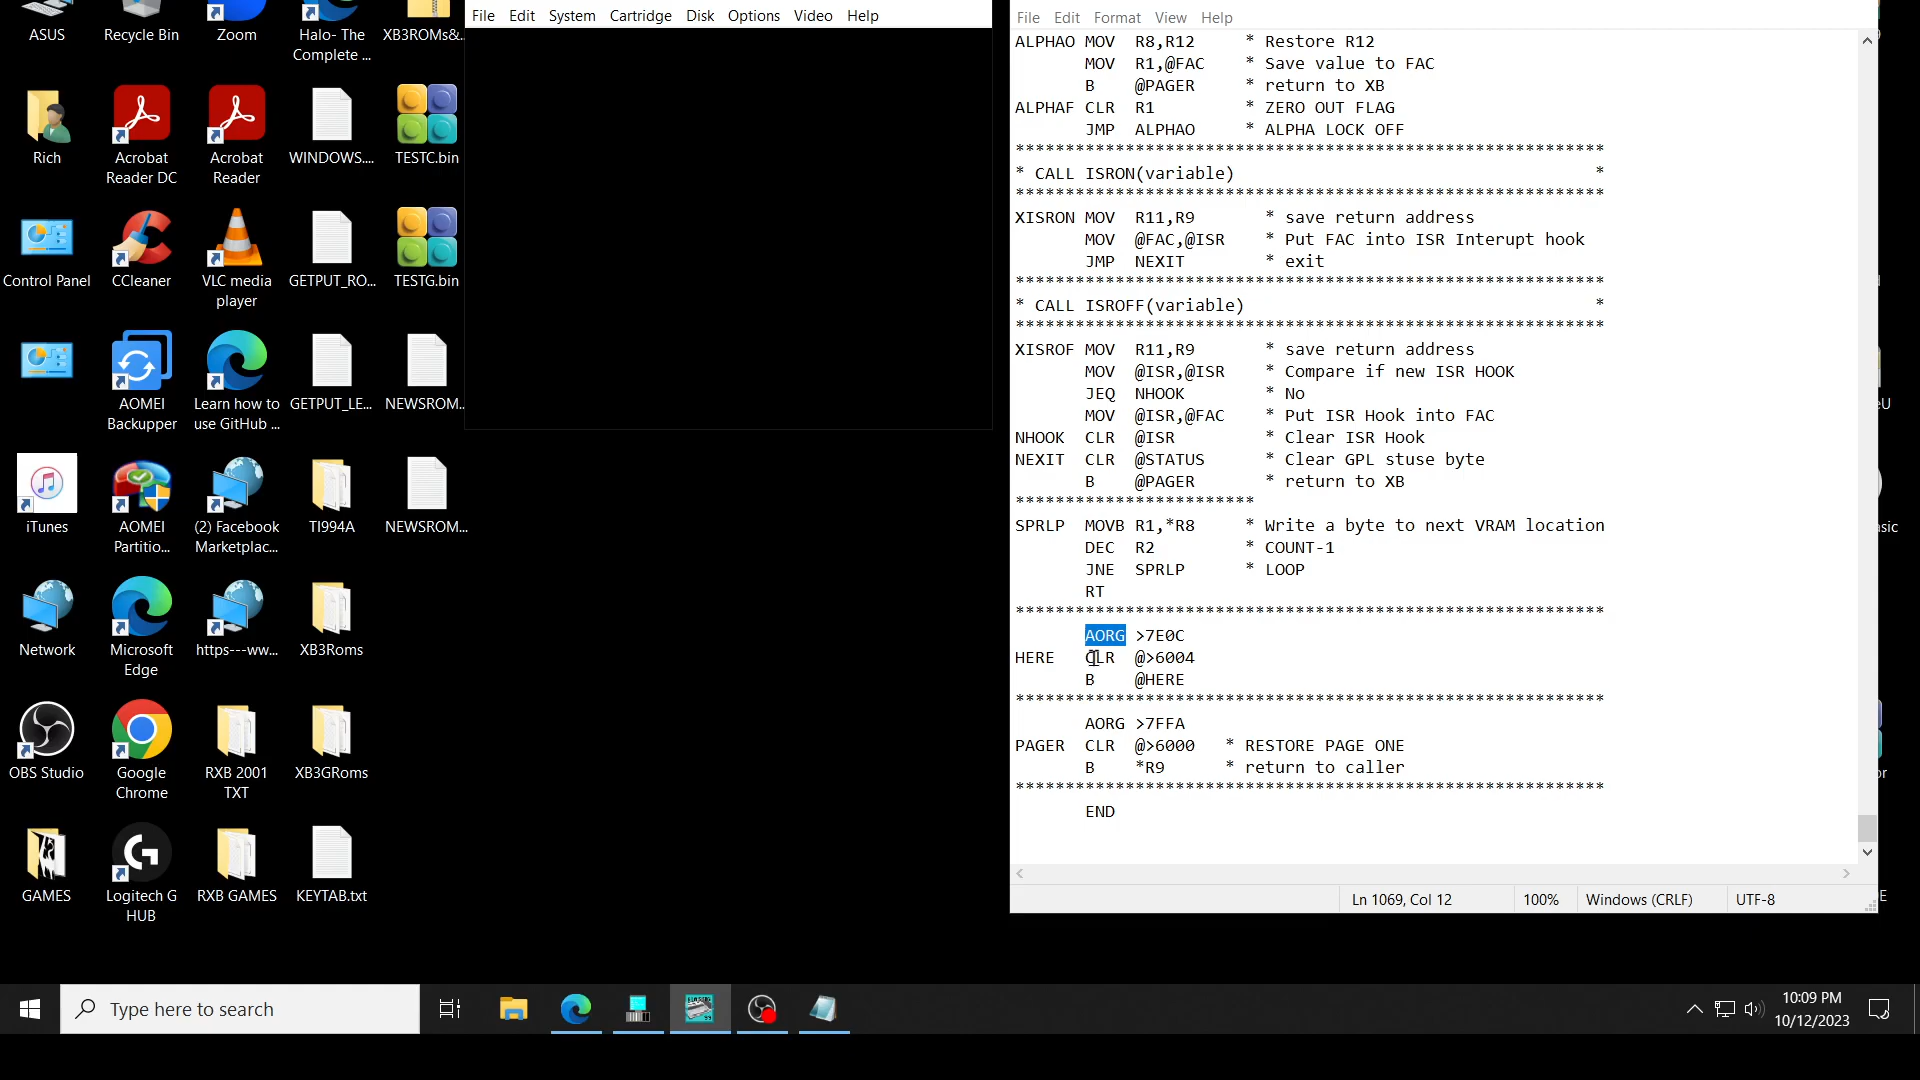 ASUS
Recycle Bin
Zoom
Halo- The
Complete ...
XB3ROMs&...
Rich
Acrobat
Reader DC
Acrobat
Reader
WINDOWS....
TESTC.bin
Control Panel
CCleaner
VLC media
player
GETPUT_RO...
TESTG.bin
AOMEI
Backupper
Learn how to
use GitHub ...
GETPUT_LE...
NEWSROM...
iTunes
AOMEI
Partitio...
(2) Facebook
Marketplac...
TI994A
NEWSROM...
Network
Microsoft
Edge
https---ww...
XB3Roms
OBS Studio
Google
Chrome
RXB 2001
TXT
XB3GRoms
GAMES
Logitech G
HUB
RXB GAMES
KEYTAB.txt
File Edit System Cartridge Disk Options Video Help
File Edit Format View Help
ALPHAO MOV R8,R12 * Restore R12
MOV R1,@FAC * Save value to FAC
B @PAGER * return to XB
ALPHAF CLR R1 * ZERO OUT FLAG
JMP ALPHAO * ALPHA LOCK OFF
***********************************************************
* CALL ISRON(variable) *
***********************************************************
XISRON MOV R11,R9 * save return address
MOV @FAC,@ISR * Put FAC into ISR Interupt hook
JMP NEXIT * exit
***********************************************************
* CALL ISROFF(variable) *
***********************************************************
XISROF MOV R11,R9 * save return address
MOV @ISR,@ISR * Compare if new ISR HOOK
JEQ NHOOK * No
MOV @ISR,@FAC * Put ISR Hook into FAC
NHOOK CLR @ISR * Clear ISR Hook
NEXIT CLR @STATUS * Clear GPL stuse byte
B @PAGER * return to XB
************************
SPRLP MOVB R1,*R8 * Write a byte to next VRAM location
DEC R2 * COUNT-1
JNE SPRLP * LOOP
RT
***********************************************************
AORG >7E0C
HERE CLR @>6004
B @HERE
***********************************************************
AORG >7FFA
PAGER CLR @>6000 * RESTORE PAGE ONE
B *R9 * return to caller
***********************************************************
END
Ln 1069, Col 12 100% Windows (CRLF) UTF-8
Type here to search
10:09 PM
10/12/2023